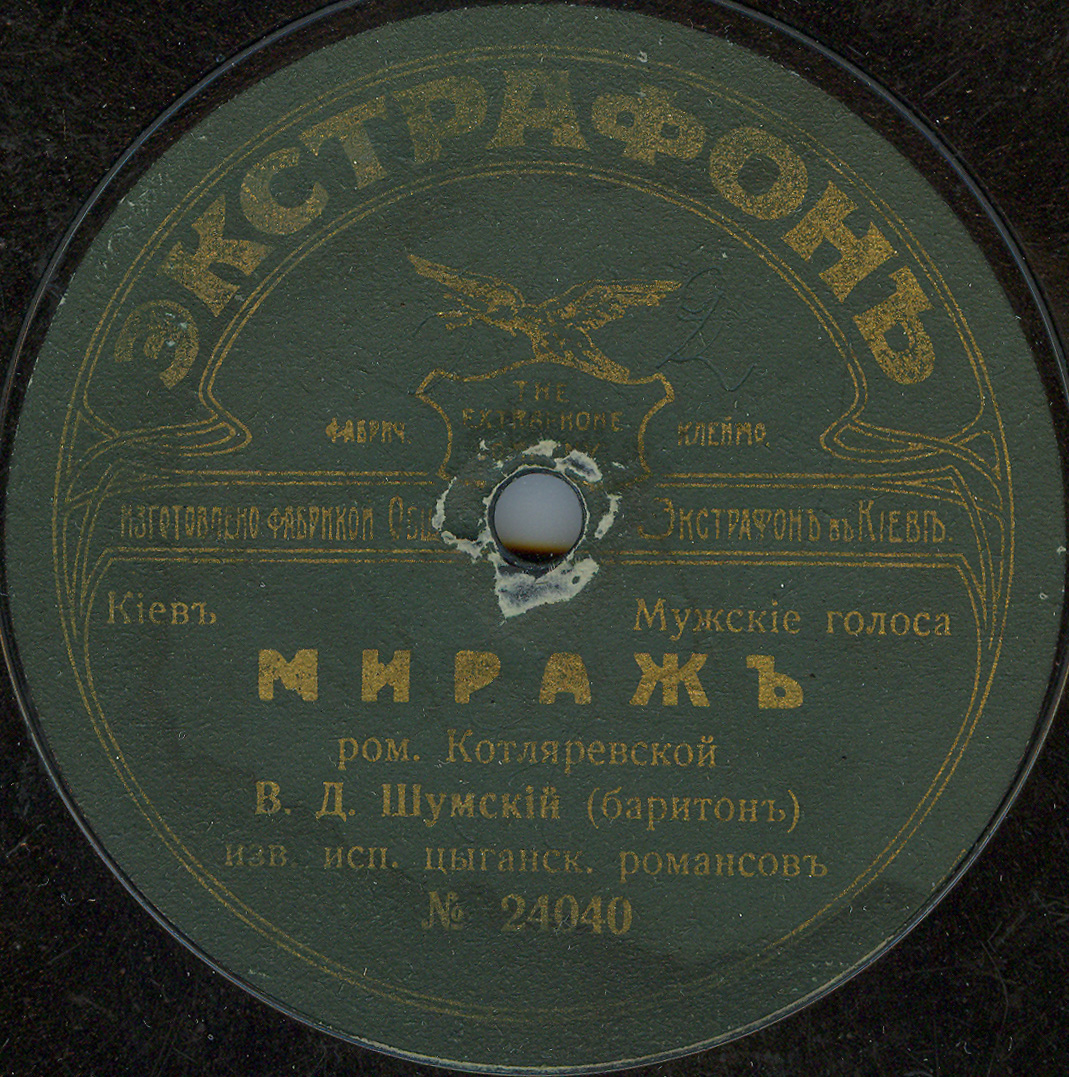 ЭКСТРАФОНЪ
THE
EXTRAPHONE
ФАБРИЧ. КЛЕЙМО.
ИЗГОТОВЛЕНО ФАБРИКОЙ ЭКСТРАФОНЪ ВЪ КІЕВѢ.
Кіевъ Мужскіе голоса
МИРАЖЪ
ром. Котляревской
В. Д. Шумскій (баритонъ)
изв. исп. цыганск. романсовъ
№ 24040